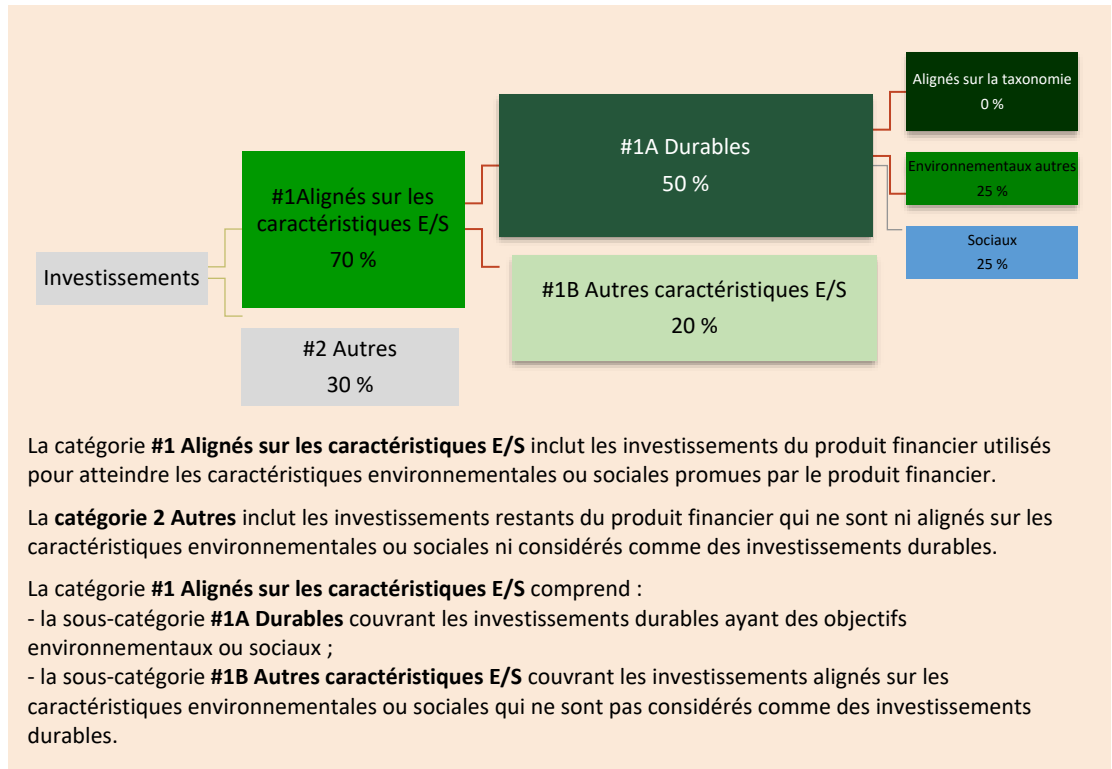 Investissements
#1Alignés sur les
caractéristiques E/S
70 %
#2 Autres
30 %
#1A Durables
50 %
#1B Autres caractéristiques E/S
20 %
Alignés sur la taxonomie
0 %
Environnementaux autres
25 %
Sociaux
25 %
La catégorie #1 Alignés sur les caractéristiques E/S inclut les investissements du produit financier utilisés
pour atteindre les caractéristiques environnementales ou sociales promues par le produit financier.
La catégorie 2 Autres inclut les investissements restants du produit financier qui ne sont ni alignés sur les
caractéristiques environnementales ou sociales ni considérés comme des investissements durables.
La catégorie #1 Alignés sur les caractéristiques E/S comprend :
- la sous-catégorie #1A Durables couvrant les investissements durables ayant des objectifs
environnementaux ou sociaux ;
- la sous-catégorie #1B Autres caractéristiques E/S couvrant les investissements alignés sur les
caractéristiques environnementales ou sociales qui ne sont pas considérés comme des investissements
durables.